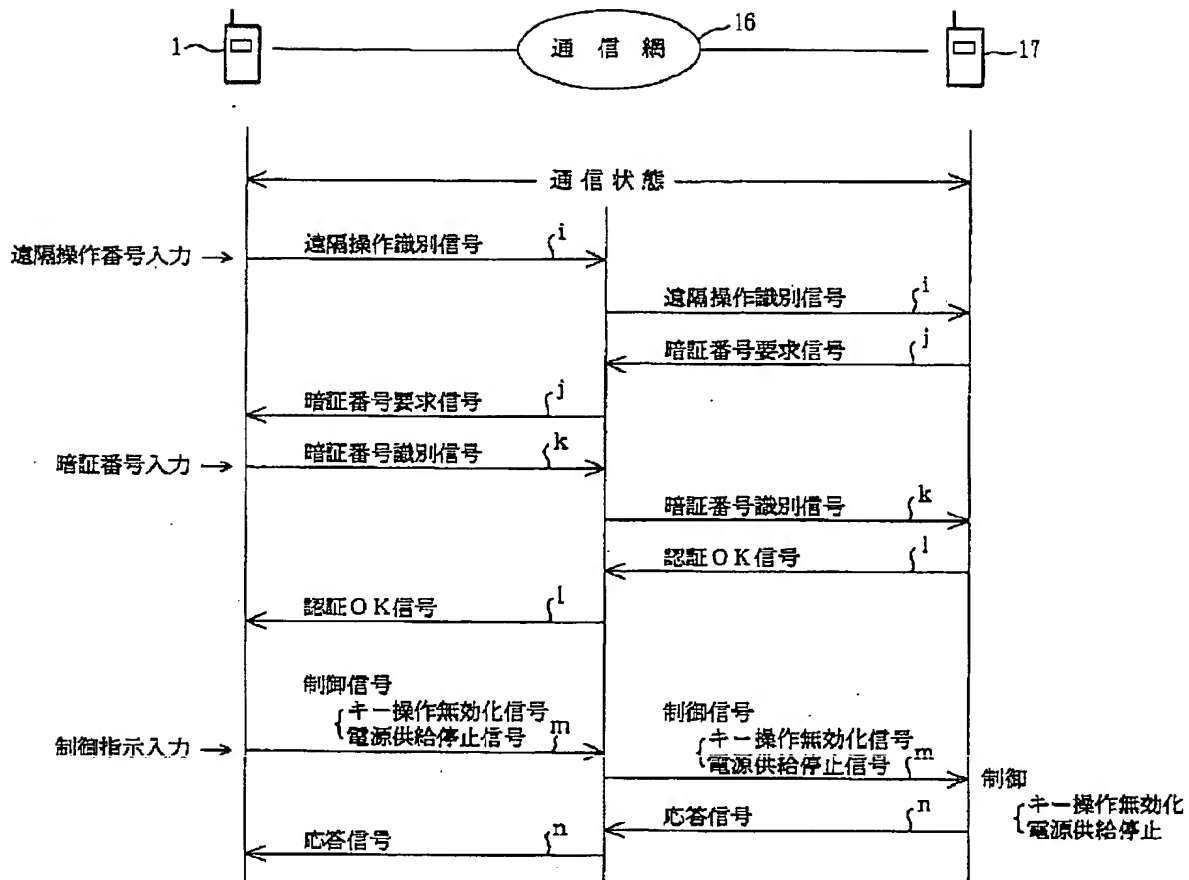 1
通信網
16
17
通信状態
遠隔操作番号入力 →
遠隔操作識別信号 i
遠隔操作識別信号 i
暗証番号要求信号 j
暗証番号要求信号 j
暗証番号入力 →
暗証番号識別信号 k
暗証番号識別信号 k
認証OK信号 l
認証OK信号 l
制御指示入力 →
制御信号
キー操作無効化信号
電源供給停止信号 m
制御信号
キー操作無効化信号
電源供給停止信号 m
制御
キー操作無効化
電源供給停止
応答信号 n
応答信号 n